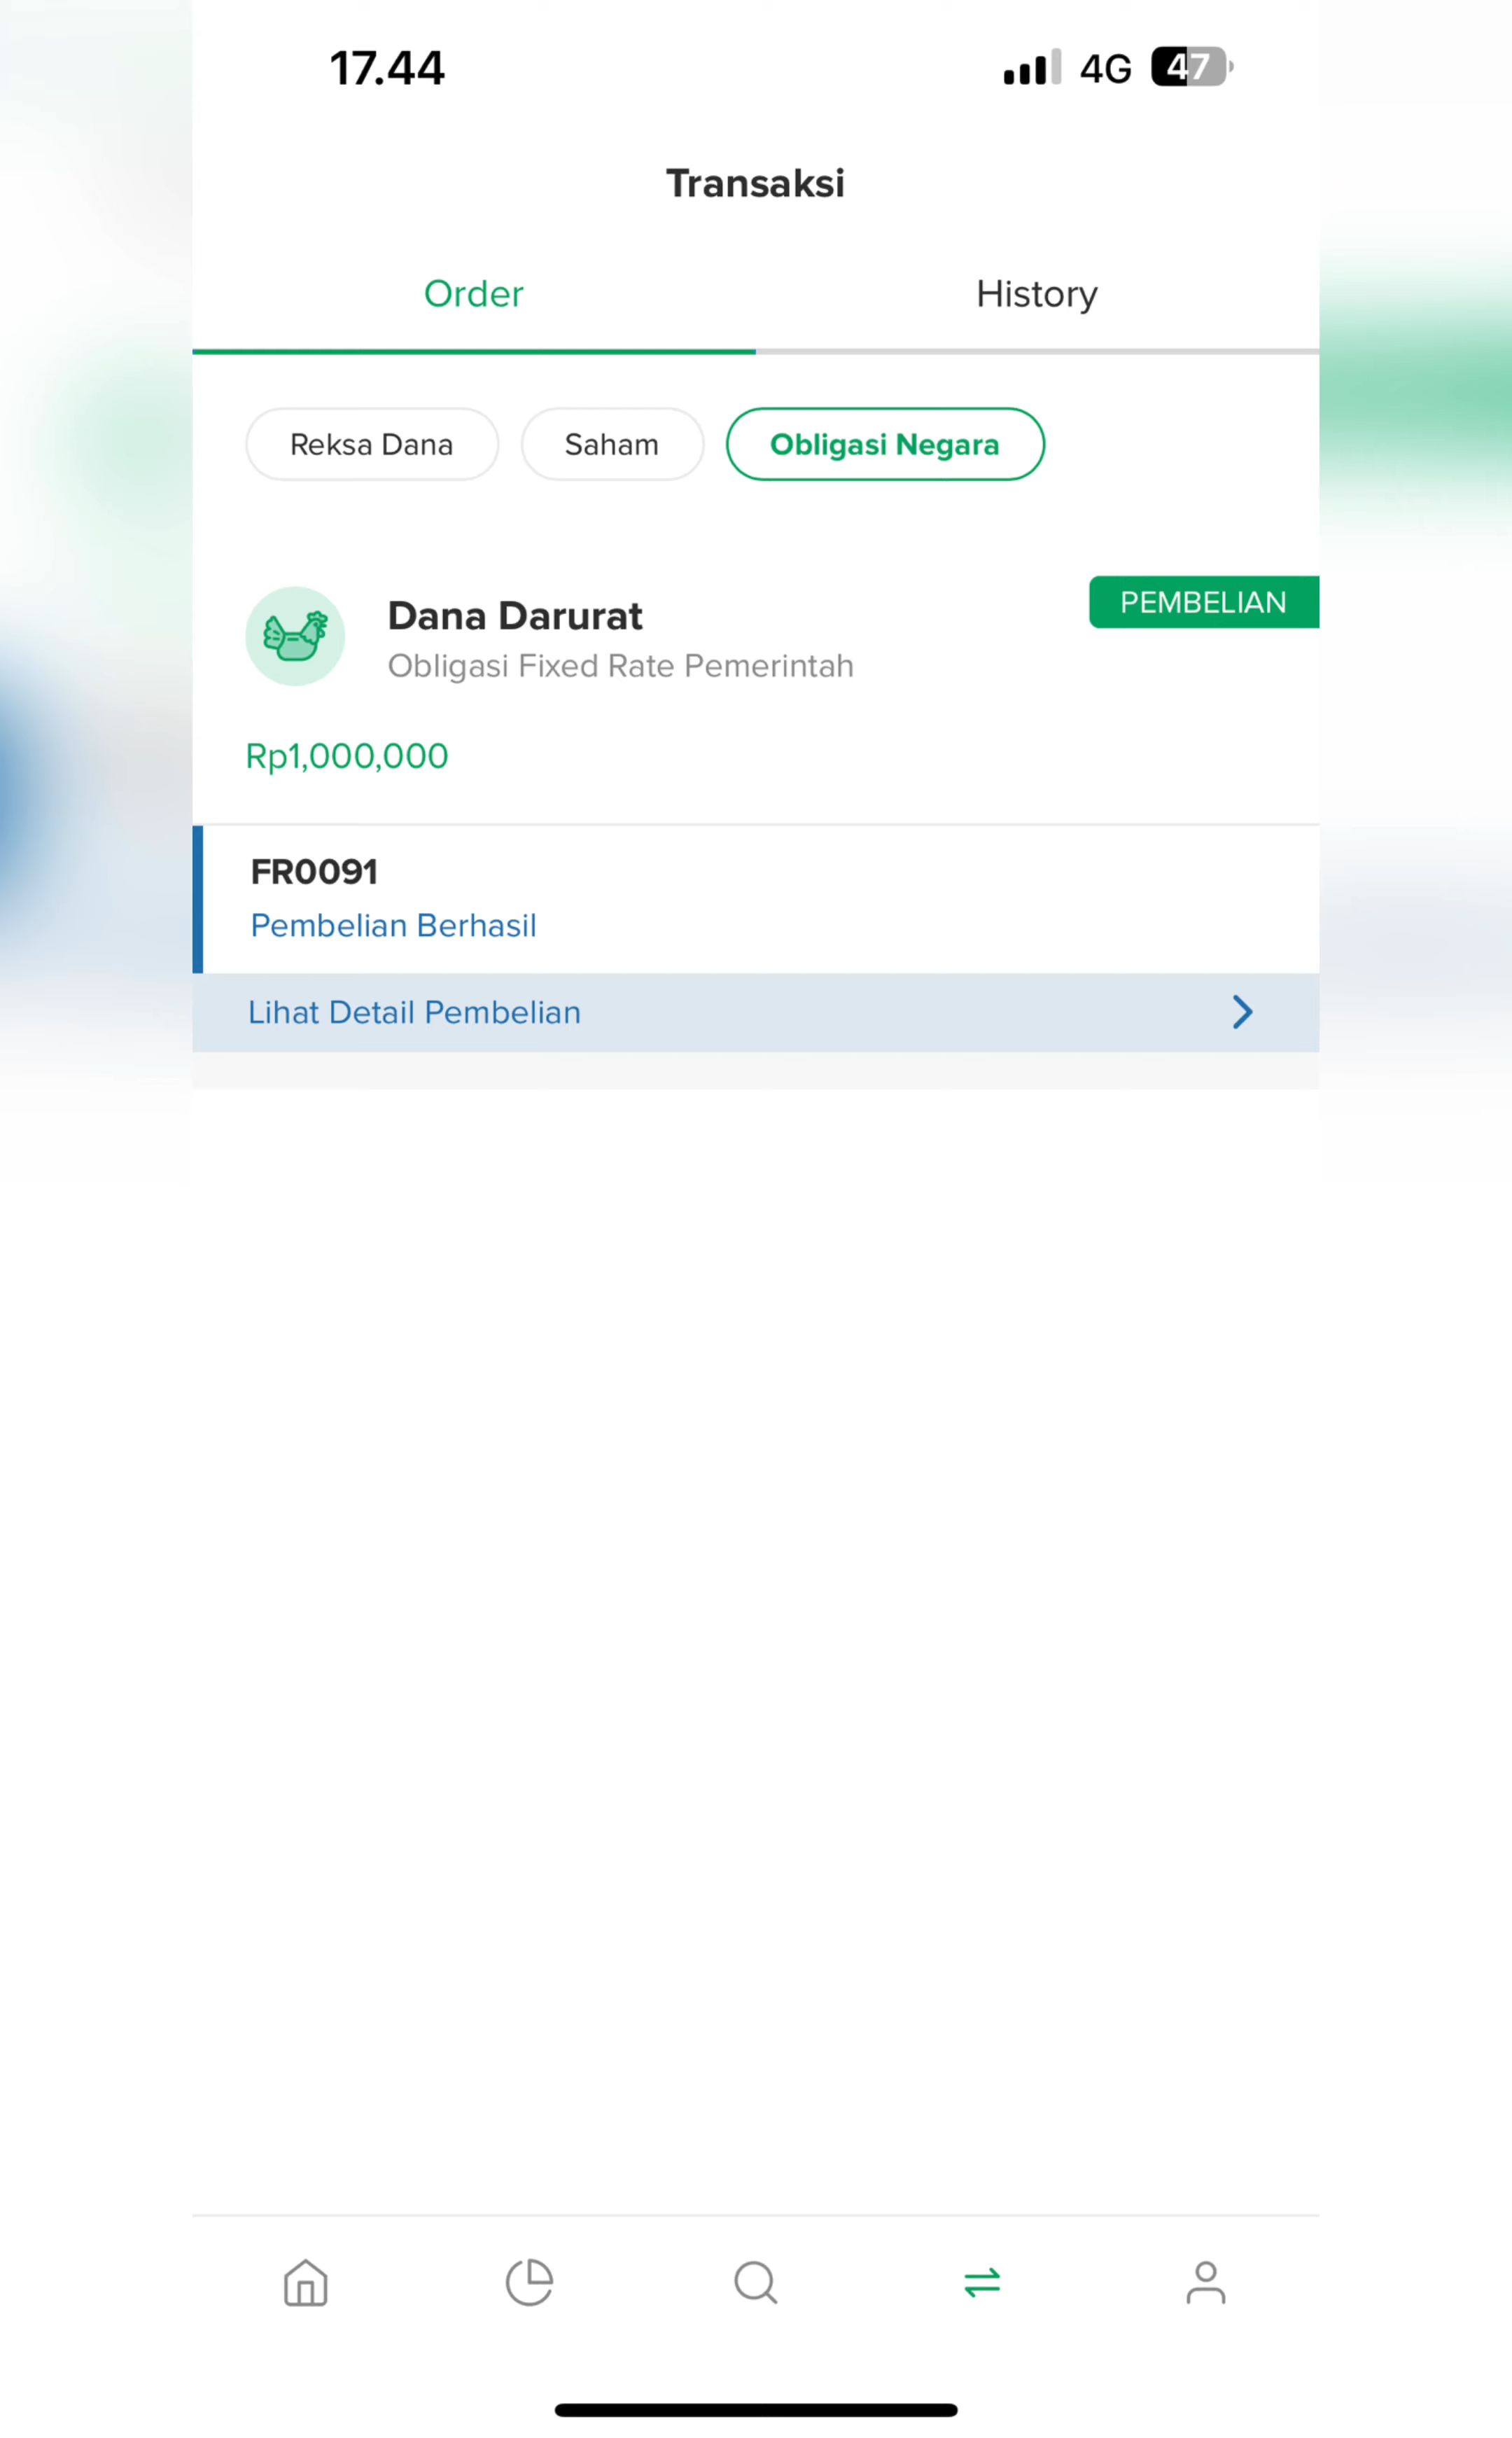 17.44
4G 47
Transaksi
Order History
Reksa Dana Saham Obligasi Negara
PEMBELIAN
Dana Darurat
Obligasi Fixed Rate Pemerintah
Rp1,000,000
FR0091
Pembelian Berhasil
Lihat Detail Pembelian